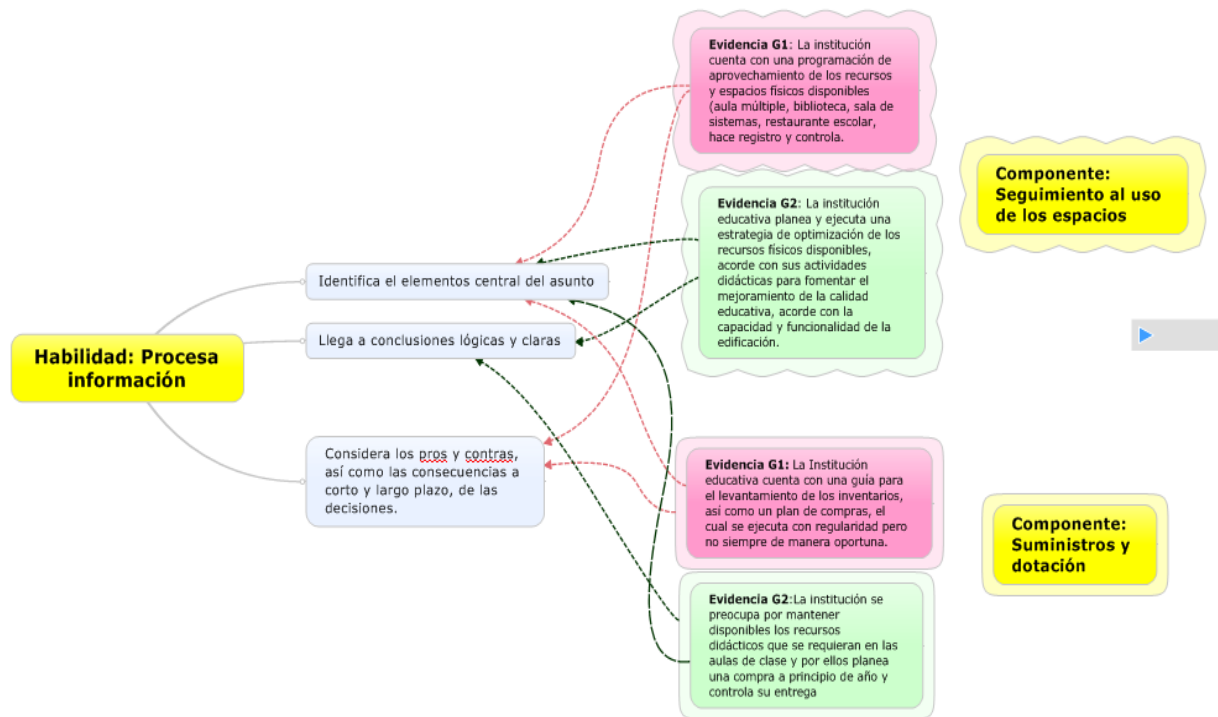 Habilidad: Procesa
información
Identifica el elementos central del asunto
Llega a conclusiones lógicas y claras
Considera los pros y contras,
así como las consecuencias a
corto y largo plazo, de las
decisiones.
Evidencia G1: La institución
cuenta con una programación de
aprovechamiento de los recursos
y espacios físicos disponibles
(aula múltiple, biblioteca, sala de
sistemas, restaurante escolar,
hace registro y controla.
Evidencia G2: La institución
educativa planea y ejecuta una
estrategia de optimización de los
recursos físicos disponibles,
acorde con sus actividades
didácticas para fomentar el
mejoramiento de la calidad
educativa, acorde con la
capacidad y funcionalidad de la
edificación.
Componente:
Seguimiento al uso
de los espacios
Evidencia G1: La Institución
educativa cuenta con una guía para
el levantamiento de los inventarios,
así como un plan de compras, el
cual se ejecuta con regularidad pero
no siempre de manera oportuna.
Evidencia G2:La institución se
preocupa por mantener
disponibles los recursos
didácticos que se requieran en las
aulas de clase y por ellos planea
una compra a principio de año y
controla su entrega
Componente:
Suministros y
dotación